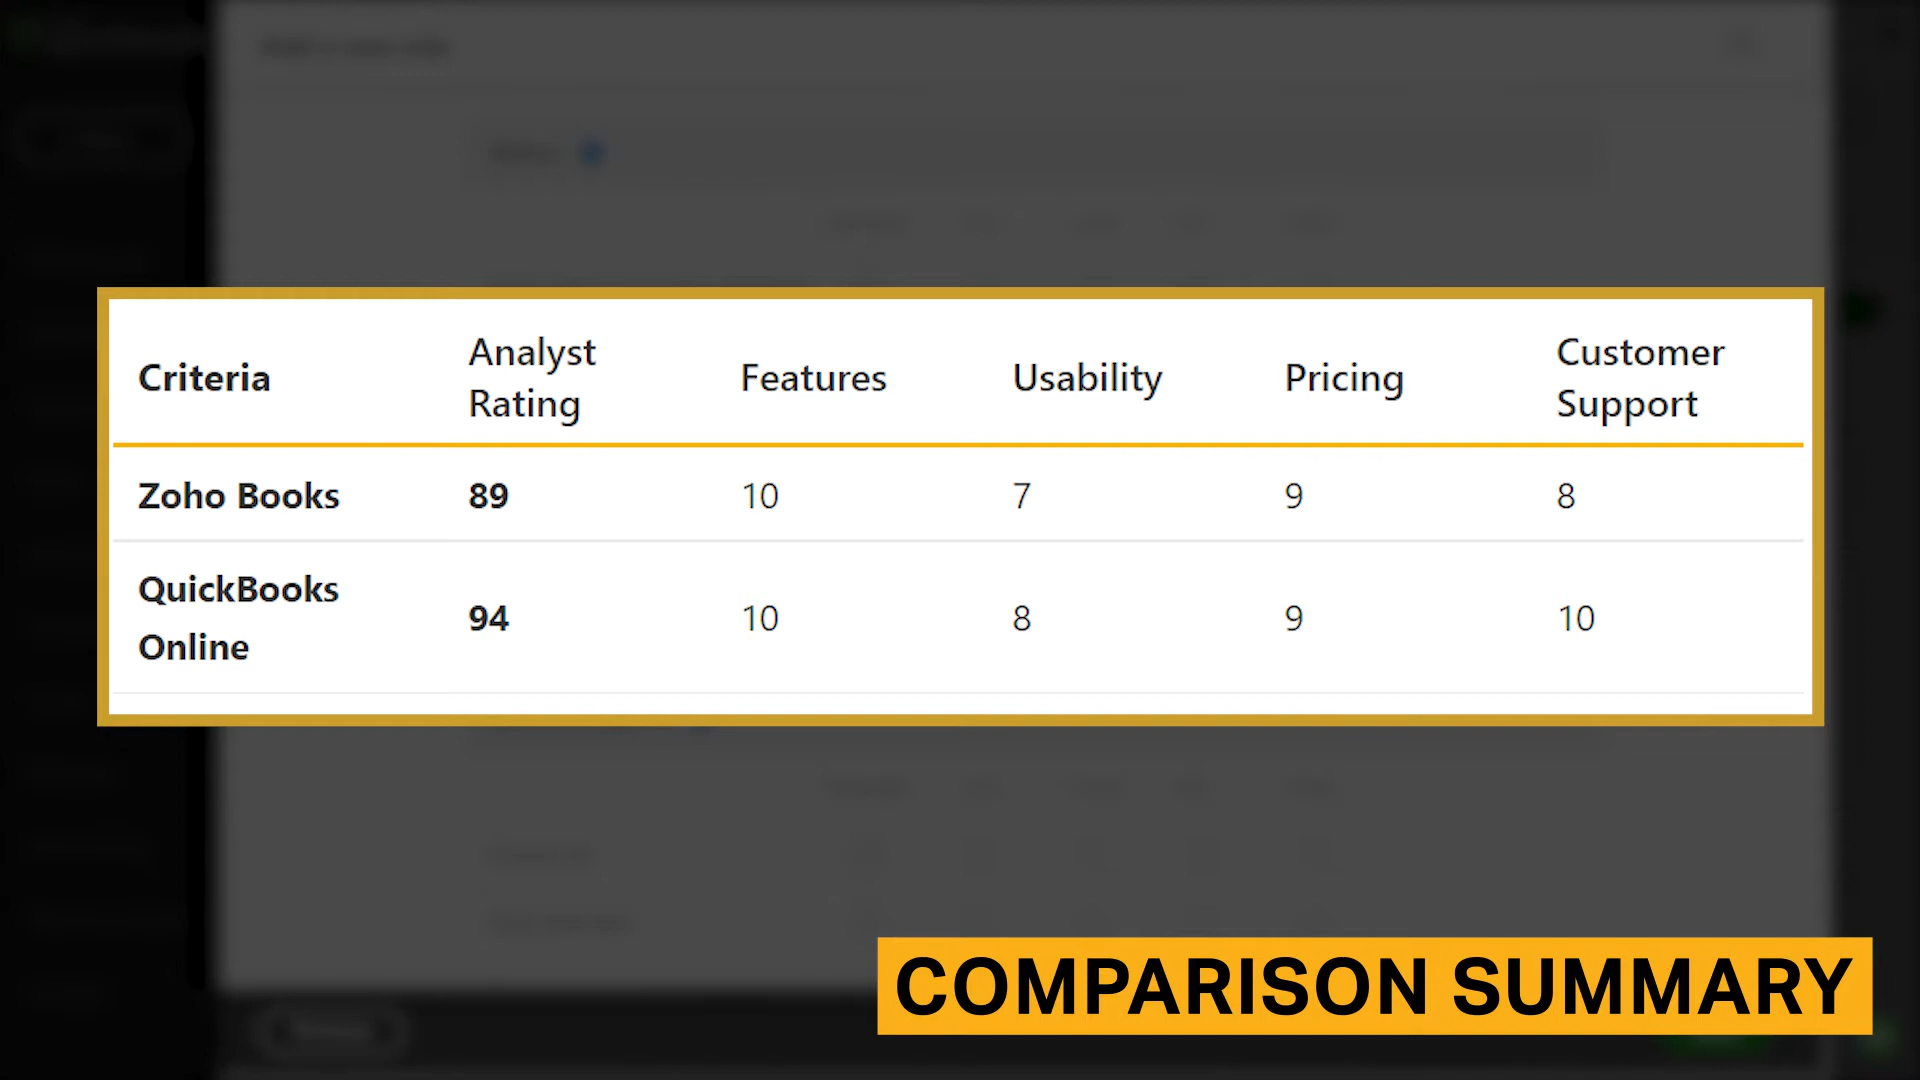 Criteria
Analyst
Rating
Features
Usability
Pricing
Customer
Support
Zoho Books
89
10
7
9
8
QuickBooks
Online
94
10
8
9
10
COMPARISON SUMMARY